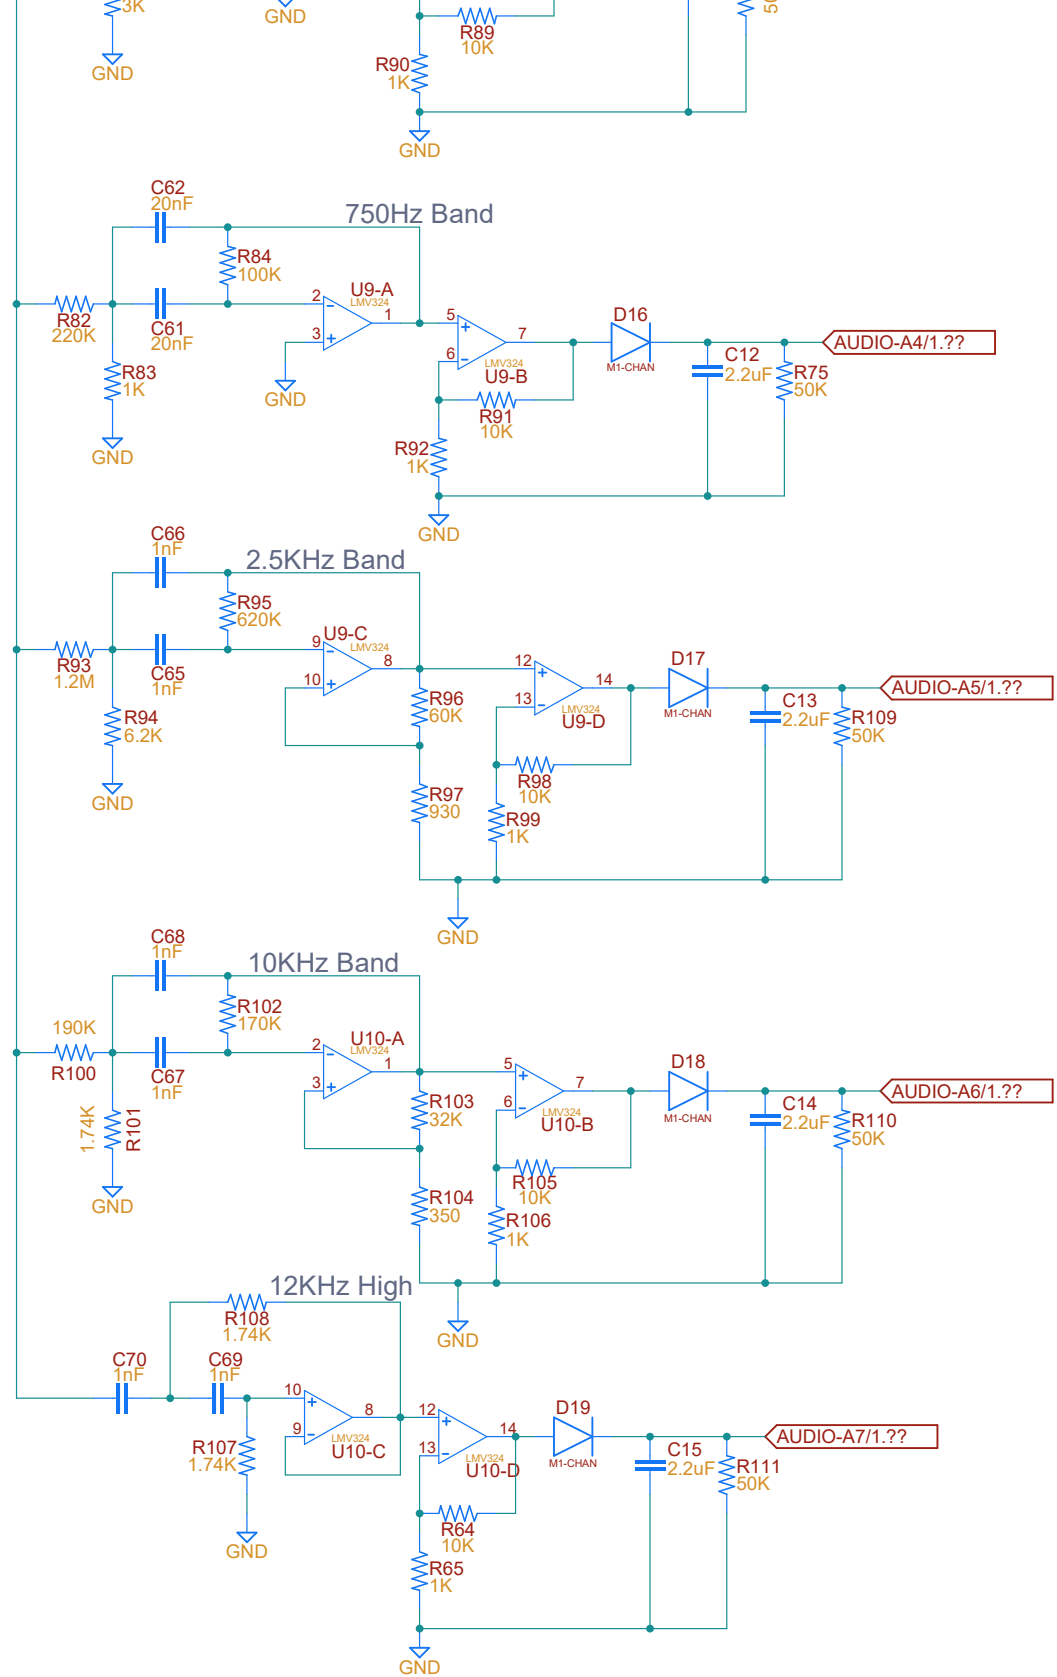 3K
GND
GND
R89
10K
R90
1K
GND
750Hz Band
C62
20nF
R84
100K
R82
220K
C61
20nF
R83
1K
GND
2
3
U9-A
LMV324
1
GND
5
6
7
LMV324
U9-B
R91
10K
R92
1K
GND
D16
M1-CHAN
C12
2.2uF
R75
50K
AUDIO-A4/1.??
2.5KHz Band
C66
1nF
R95
620K
R93
1.2M
C65
1nF
R94
6.2K
GND
9
10
U9-C
LMV324
8
R96
60K
R97
930
12
13
14
LMV324
U9-D
R98
10K
R99
1K
GND
D17
M1-CHAN
C13
2.2uF
R109
50K
AUDIO-A5/1.??
10KHz Band
C68
1nF
R102
170K
190K
R100
C67
1nF
1.74K
R101
GND
2
3
U10-A
LMV324
1
R103
32K
R104
350
5
6
7
LMV324
U10-B
R105
10K
R106
1K
GND
D18
M1-CHAN
C14
2.2uF
R110
50K
AUDIO-A6/1.??
12KHz High
R108
1.74K
C70
1nF
C69
1nF
R107
1.74K
GND
10
9
8
LMV324
U10-C
12
13
14
LMV324
U10-D
R64
10K
R65
1K
GND
D19
M1-CHAN
C15
2.2uF
R111
50K
AUDIO-A7/1.??